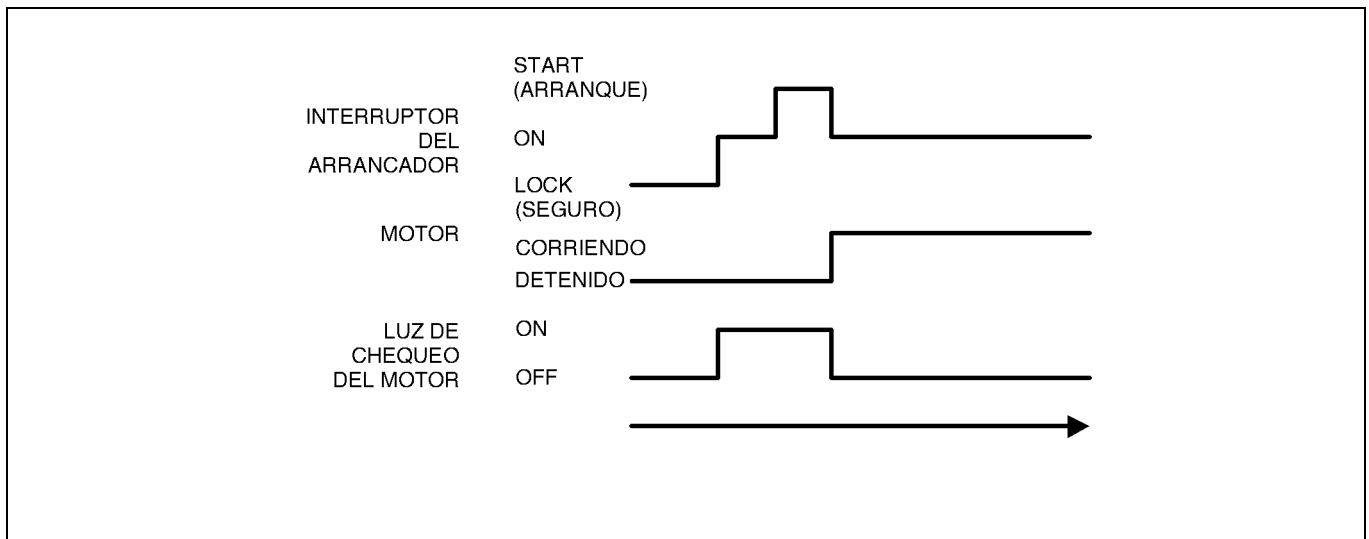 START
(ARRANQUE)
INTERRUPTOR
DEL
ARRANCADOR
ON
LOCK
(SEGURO)
MOTOR
CORRIENDO
DETENIDO
LUZ DE
CHEQUEO
DEL MOTOR
ON
OFF